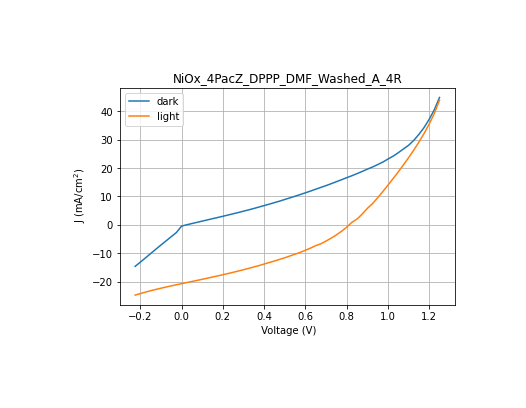 NiOx_4PacZ_DPPP_DMF_Washed_A_4R
dark
light
40
30
20
10
0
−10
−20
J (mA/cm²)
−0.2 0.0 0.2 0.4 0.6 0.8 1.0 1.2
Voltage (V)